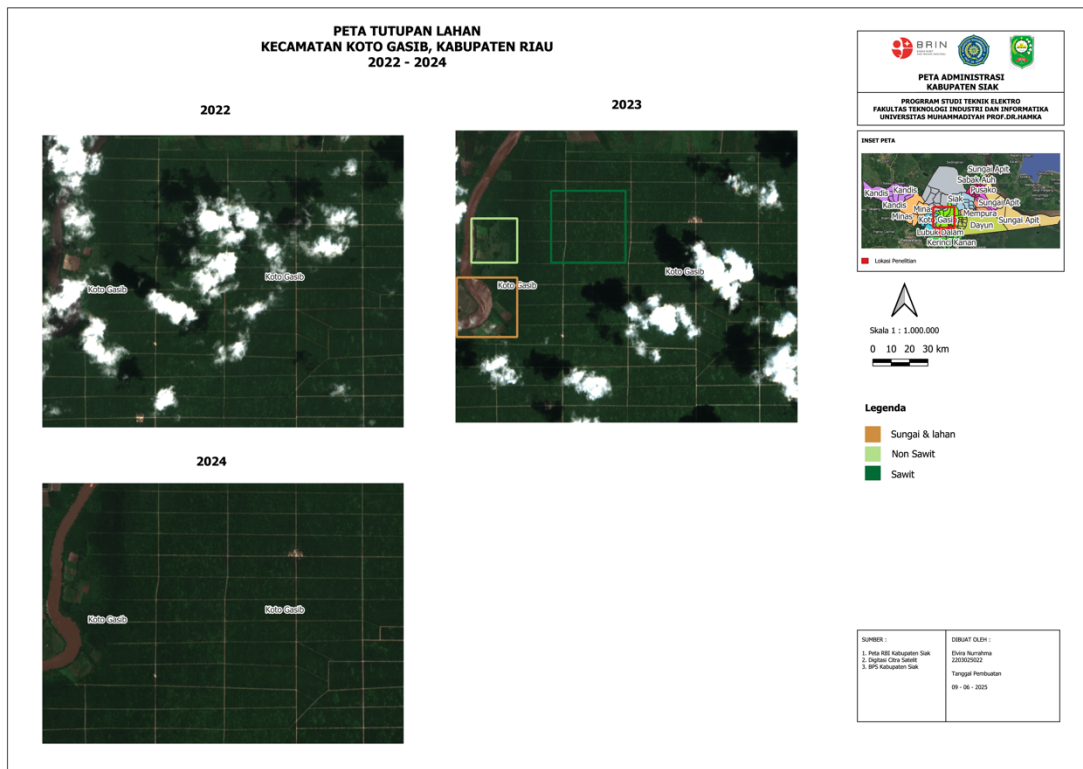 PETA TUTUPAN LAHAN
KECAMATAN KOTO GASIB, KABUPATEN RIAU
2022 - 2024
2022
Koto Gasib
Koto Gasib
2023
Koto Gasib
Koto Gasib
2024
Koto Gasib
Koto Gasib
BRIN
PETA ADMINISTRASI
KABUPATEN SIAK
PROGRRAM STUDI TEKNIK ELEKTRO
FAKULTAS TEKNOLOGI INDUSTRI DAN INFORMATIKA
UNIVERSITAS MUHAMMADIYAH PROF.DR.HAMKA
INSET PETA
Sungai Apit
Sabak Auh
Kandis
Kandis
Pusako
Siak
Sungai Apit
Kandis
Minas
Mempura
Minas
Koto Gasib
Sungai Apit
Dayun
Lubuk Dalam
Kerinci Kanan
Lokasi Penelitian
Skala 1 : 1.000.000
0 10 20 30 km
Legenda
Sungai & lahan
Non Sawit
Sawit
SUMBER :
1. Peta RBI Kabupaten Siak
2. Digitasi Citra Satelit
3. BPS Kabupaten Siak
DIBUAT OLEH :
Elvira Nurrahma
2203025022
Tanggal Pembuatan
09 - 06 - 2025